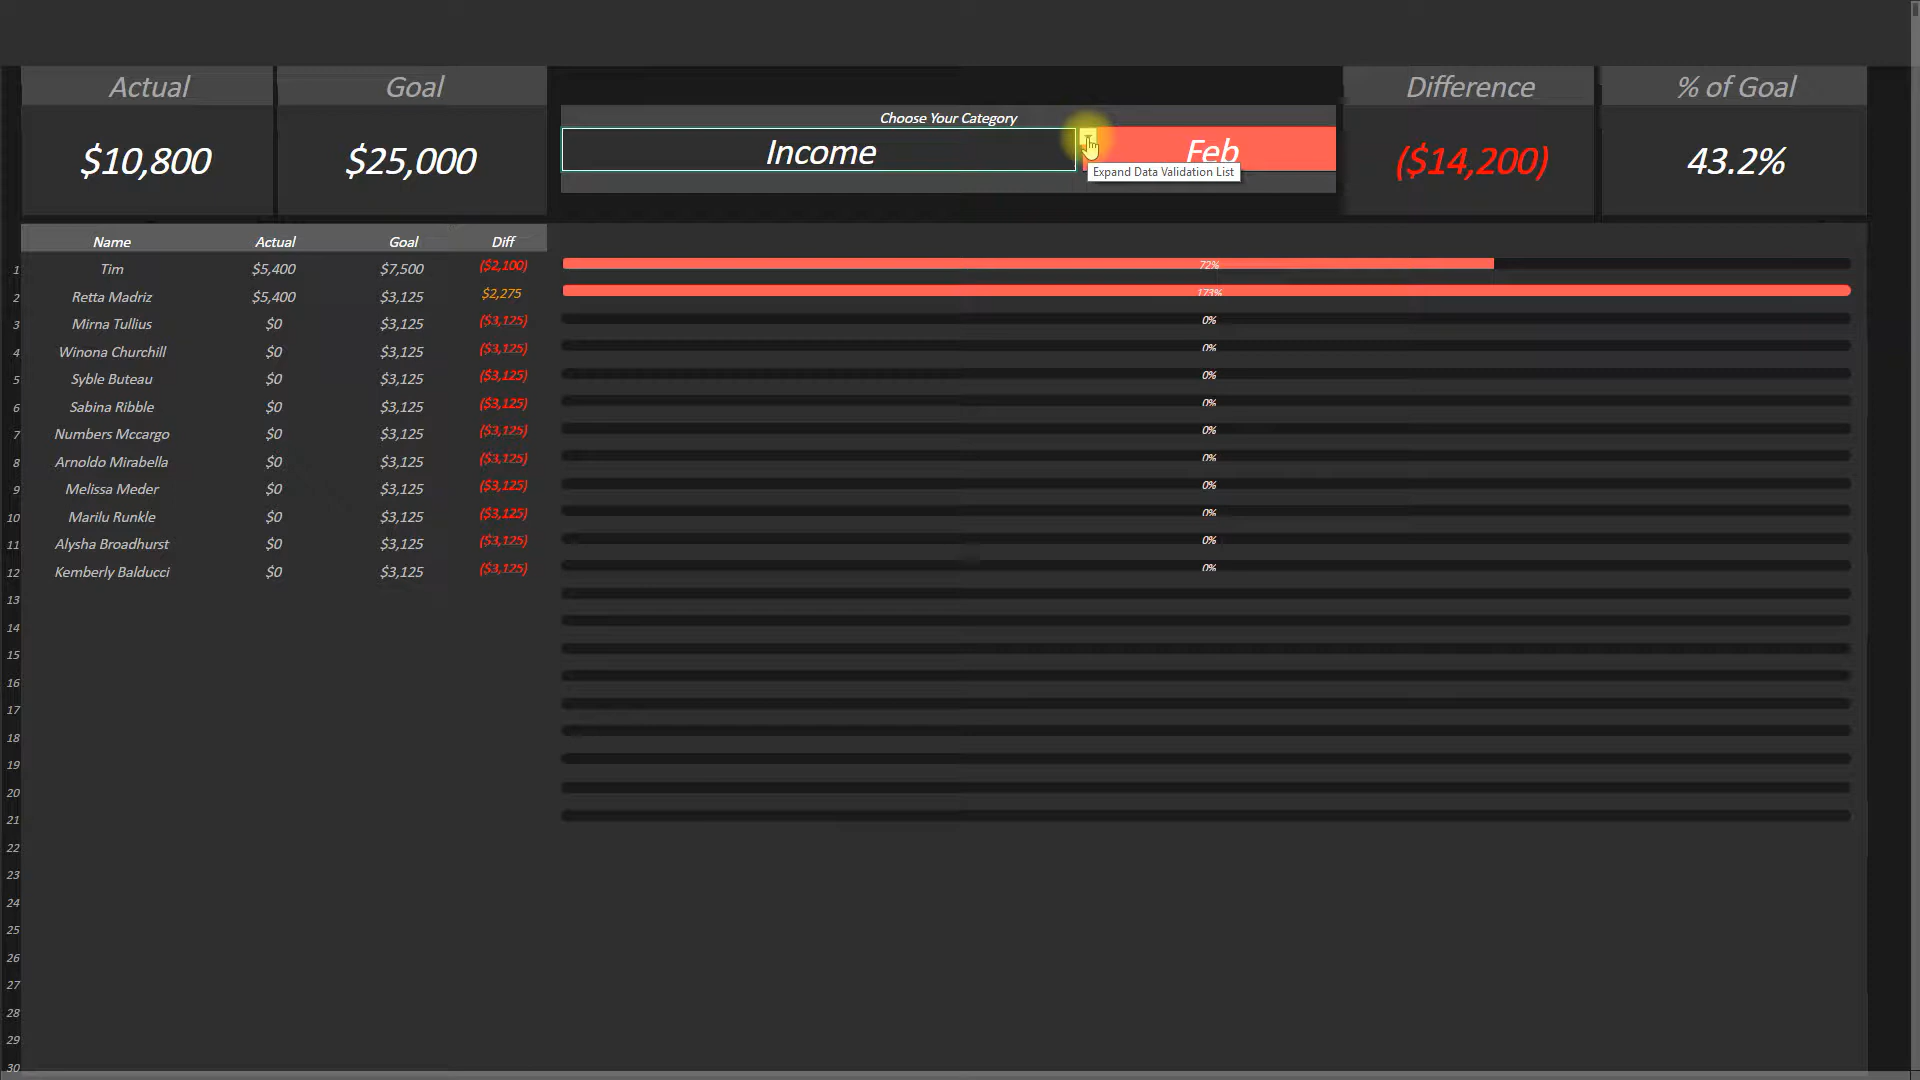 Actual Goal Difference % of Goal
Choose Your Category
$10,800 $25,000 Income Feb ($14,200) 43.2%
Expand Data Validation List
Name Actual Goal Diff
1 Tim $5,400 $7,500 ($2,100) 72%
2 Retta Madriz $5,400 $3,125 $2,275 173%
3 Mirna Tullius $0 $3,125 ($3,125) 0%
4 Winona Churchill $0 $3,125 ($3,125) 0%
5 Syble Buteau $0 $3,125 ($3,125) 0%
6 Sabina Ribble $0 $3,125 ($3,125) 0%
7 Numbers Mccargo $0 $3,125 ($3,125) 0%
8 Arnoldo Mirabella $0 $3,125 ($3,125) 0%
9 Melissa Meder $0 $3,125 ($3,125) 0%
10 Marilu Runkle $0 $3,125 ($3,125) 0%
11 Alysha Broadhurst $0 $3,125 ($3,125) 0%
12 Kemberly Balducci $0 $3,125 ($3,125) 0%
13
14
15
16
17
18
19
20
21
22
23
24
25
26
27
28
29
30